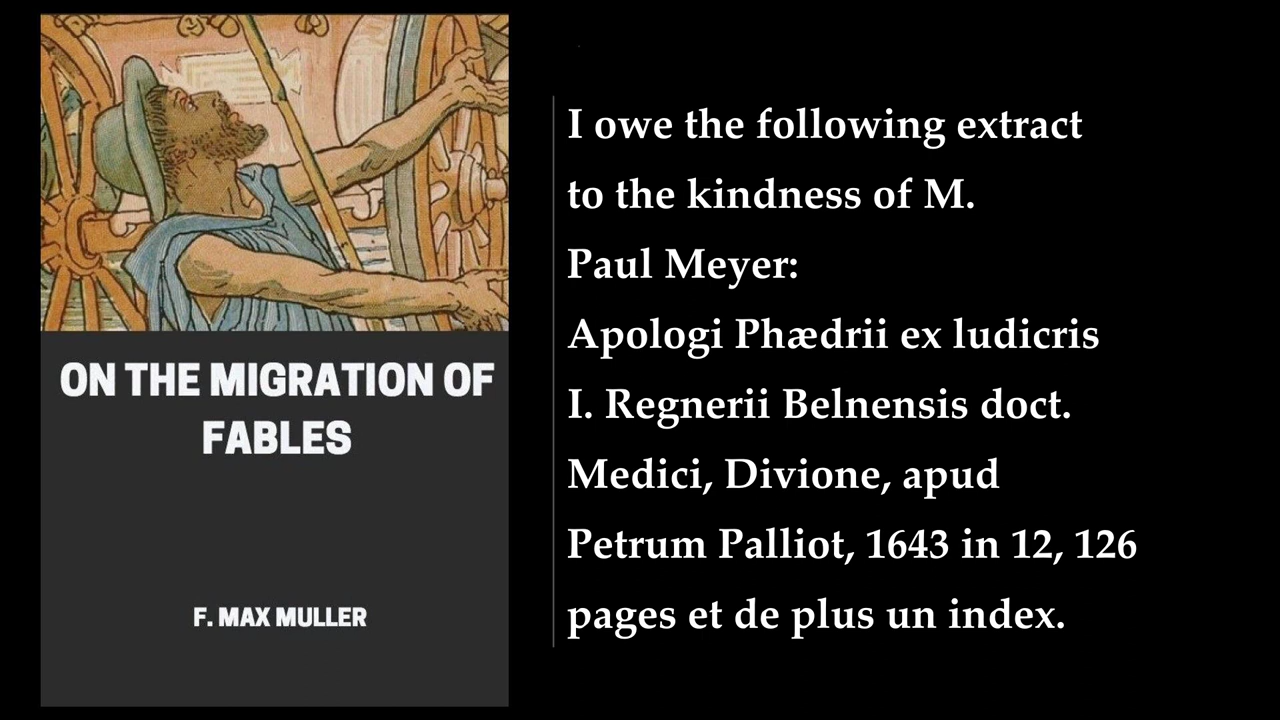 ON THE MIGRATION OF
FABLES
F. MAX MULLER
I owe the following extract
to the kindness of M.
Paul Meyer:
Apologi Phædrii ex ludicris
I. Regnerii Belnensis doct.
Medici, Divione, apud
Petrum Palliot, 1643 in 12, 126
pages et de plus un index.